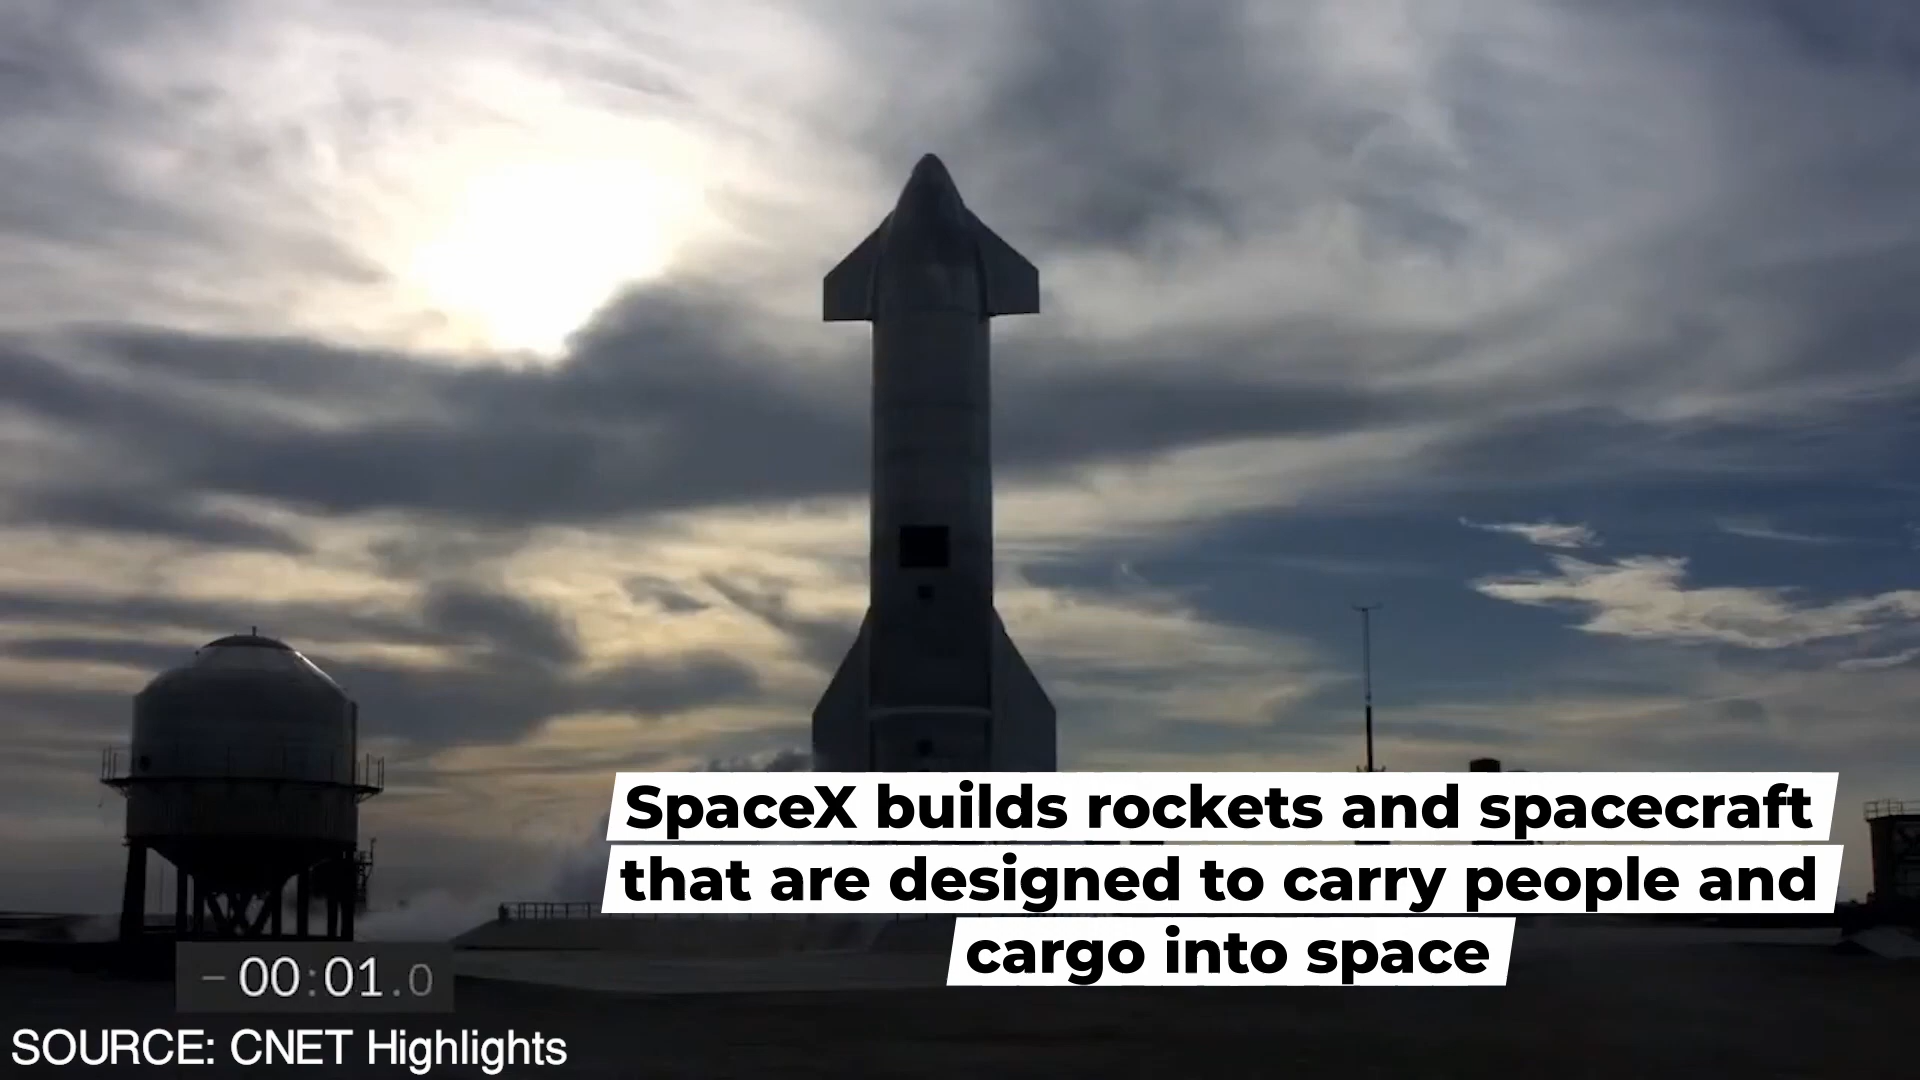 SpaceX builds rockets and spacecraft
that are designed to carry people and
cargo into space
−00:01.0
SOURCE: CNET Highlights